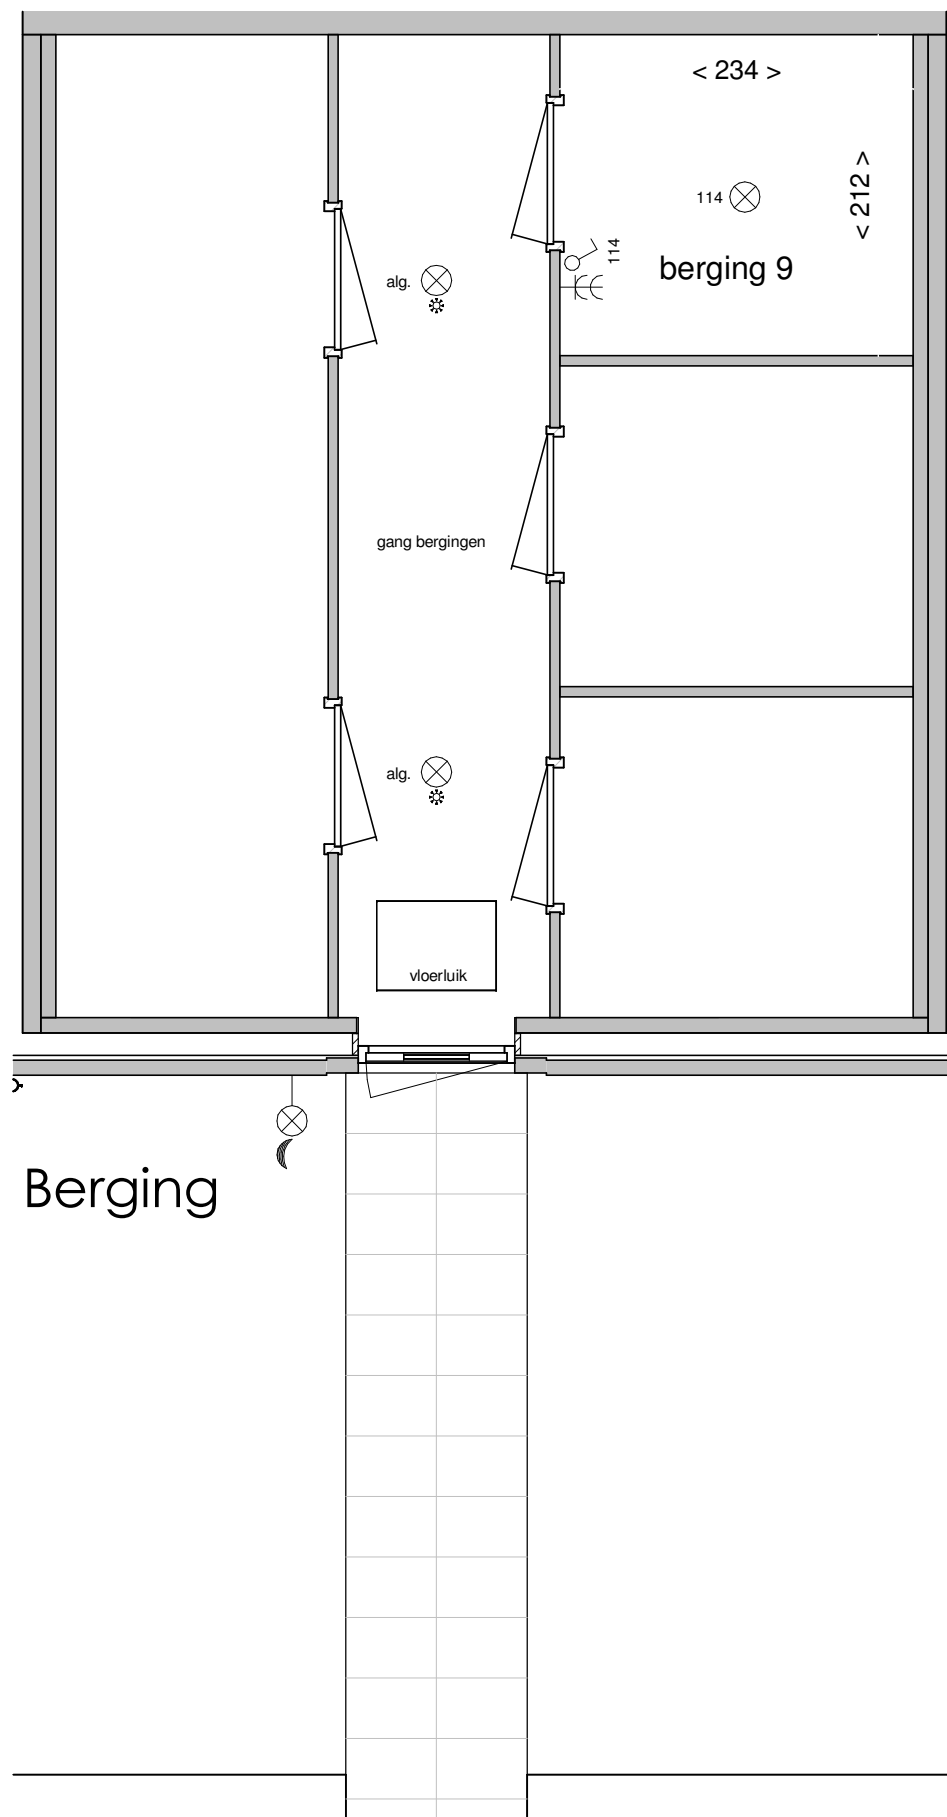 < 234 >
< 212 >
114
114
berging 9
alg.
gang bergingen
alg.
vloerluik
Berging